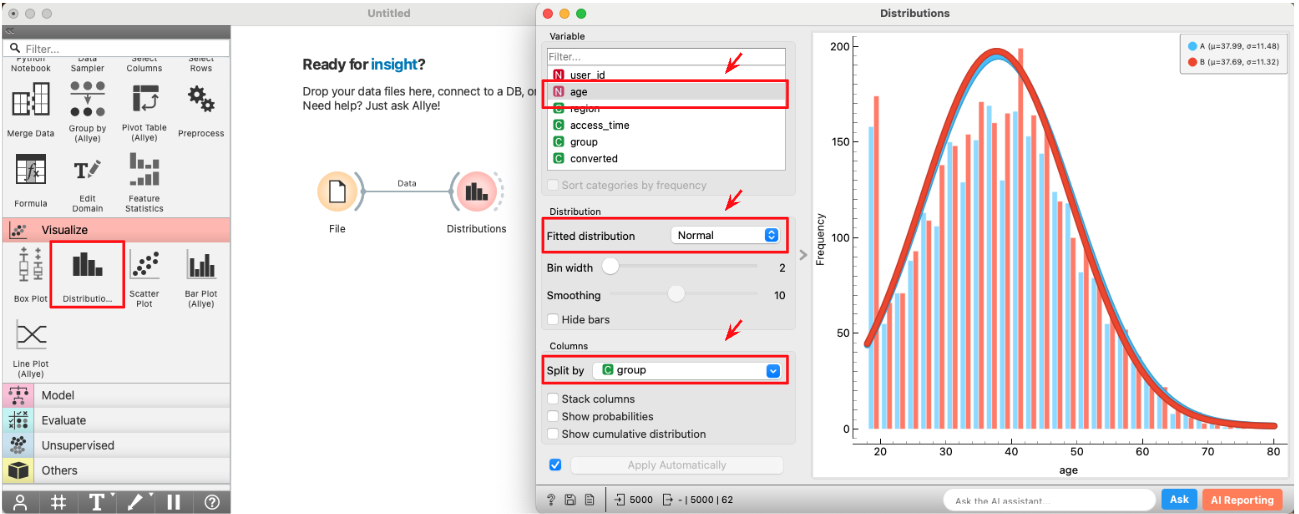 Untitled
Filter...
Python
Notebook
Data
Sampler
Select
Columns
Select
Rows
Merge Data
Group by
(Allye)
Pivot Table
(Allye)
Preprocess
Formula
Edit
Domain
Feature
Statistics
Visualize
Box Plot
Distributio...
Scatter
Plot
Bar Plot
(Allye)
Line Plot
(Allye)
Model
Evaluate
Unsupervised
Others
Ready for insight?
Drop your data files here, connect to a DB, or
Need help? Just ask Allye!
Data
File
Distributions
Distributions
Variable
Filter...
N user_id
N age
C region
C access_time
C group
C converted
Sort categories by frequency
Distribution
Fitted distribution Normal
Bin width 2
Smoothing 10
Hide bars
Columns
Split by C group
Stack columns
Show probabilities
Show cumulative distribution
Apply Automatically
? 5000 - | 5000 | 62
A (μ=37.99, σ=11.48)
B (μ=37.69, σ=11.32)
200
150
100
50
0
Frequency
20 30 40 50 60 70 80
age
Ask the AI assistant...
Ask
AI Reporting